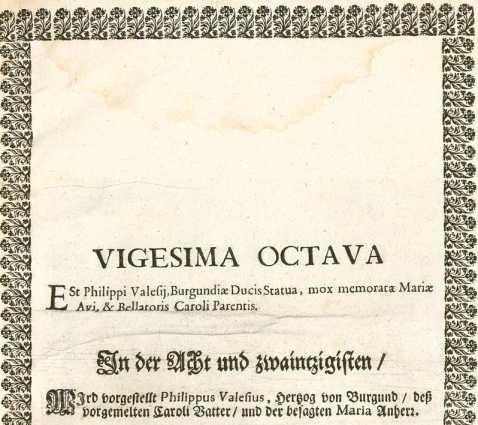 VIGESIMA OCTAVA
ESt Philippi Valesij, Burgundiæ Ducis Statua, mox memoratæ Mariæ
Avi, & Bellatoris Caroli Parentis.
In der Acht und zwaintzigisten /
Wird vorgestellt Philippus Valesius, Hertzog von Burgund / deß
vorgemelten Caroli Vatter / und der besagten Maria Anherr.